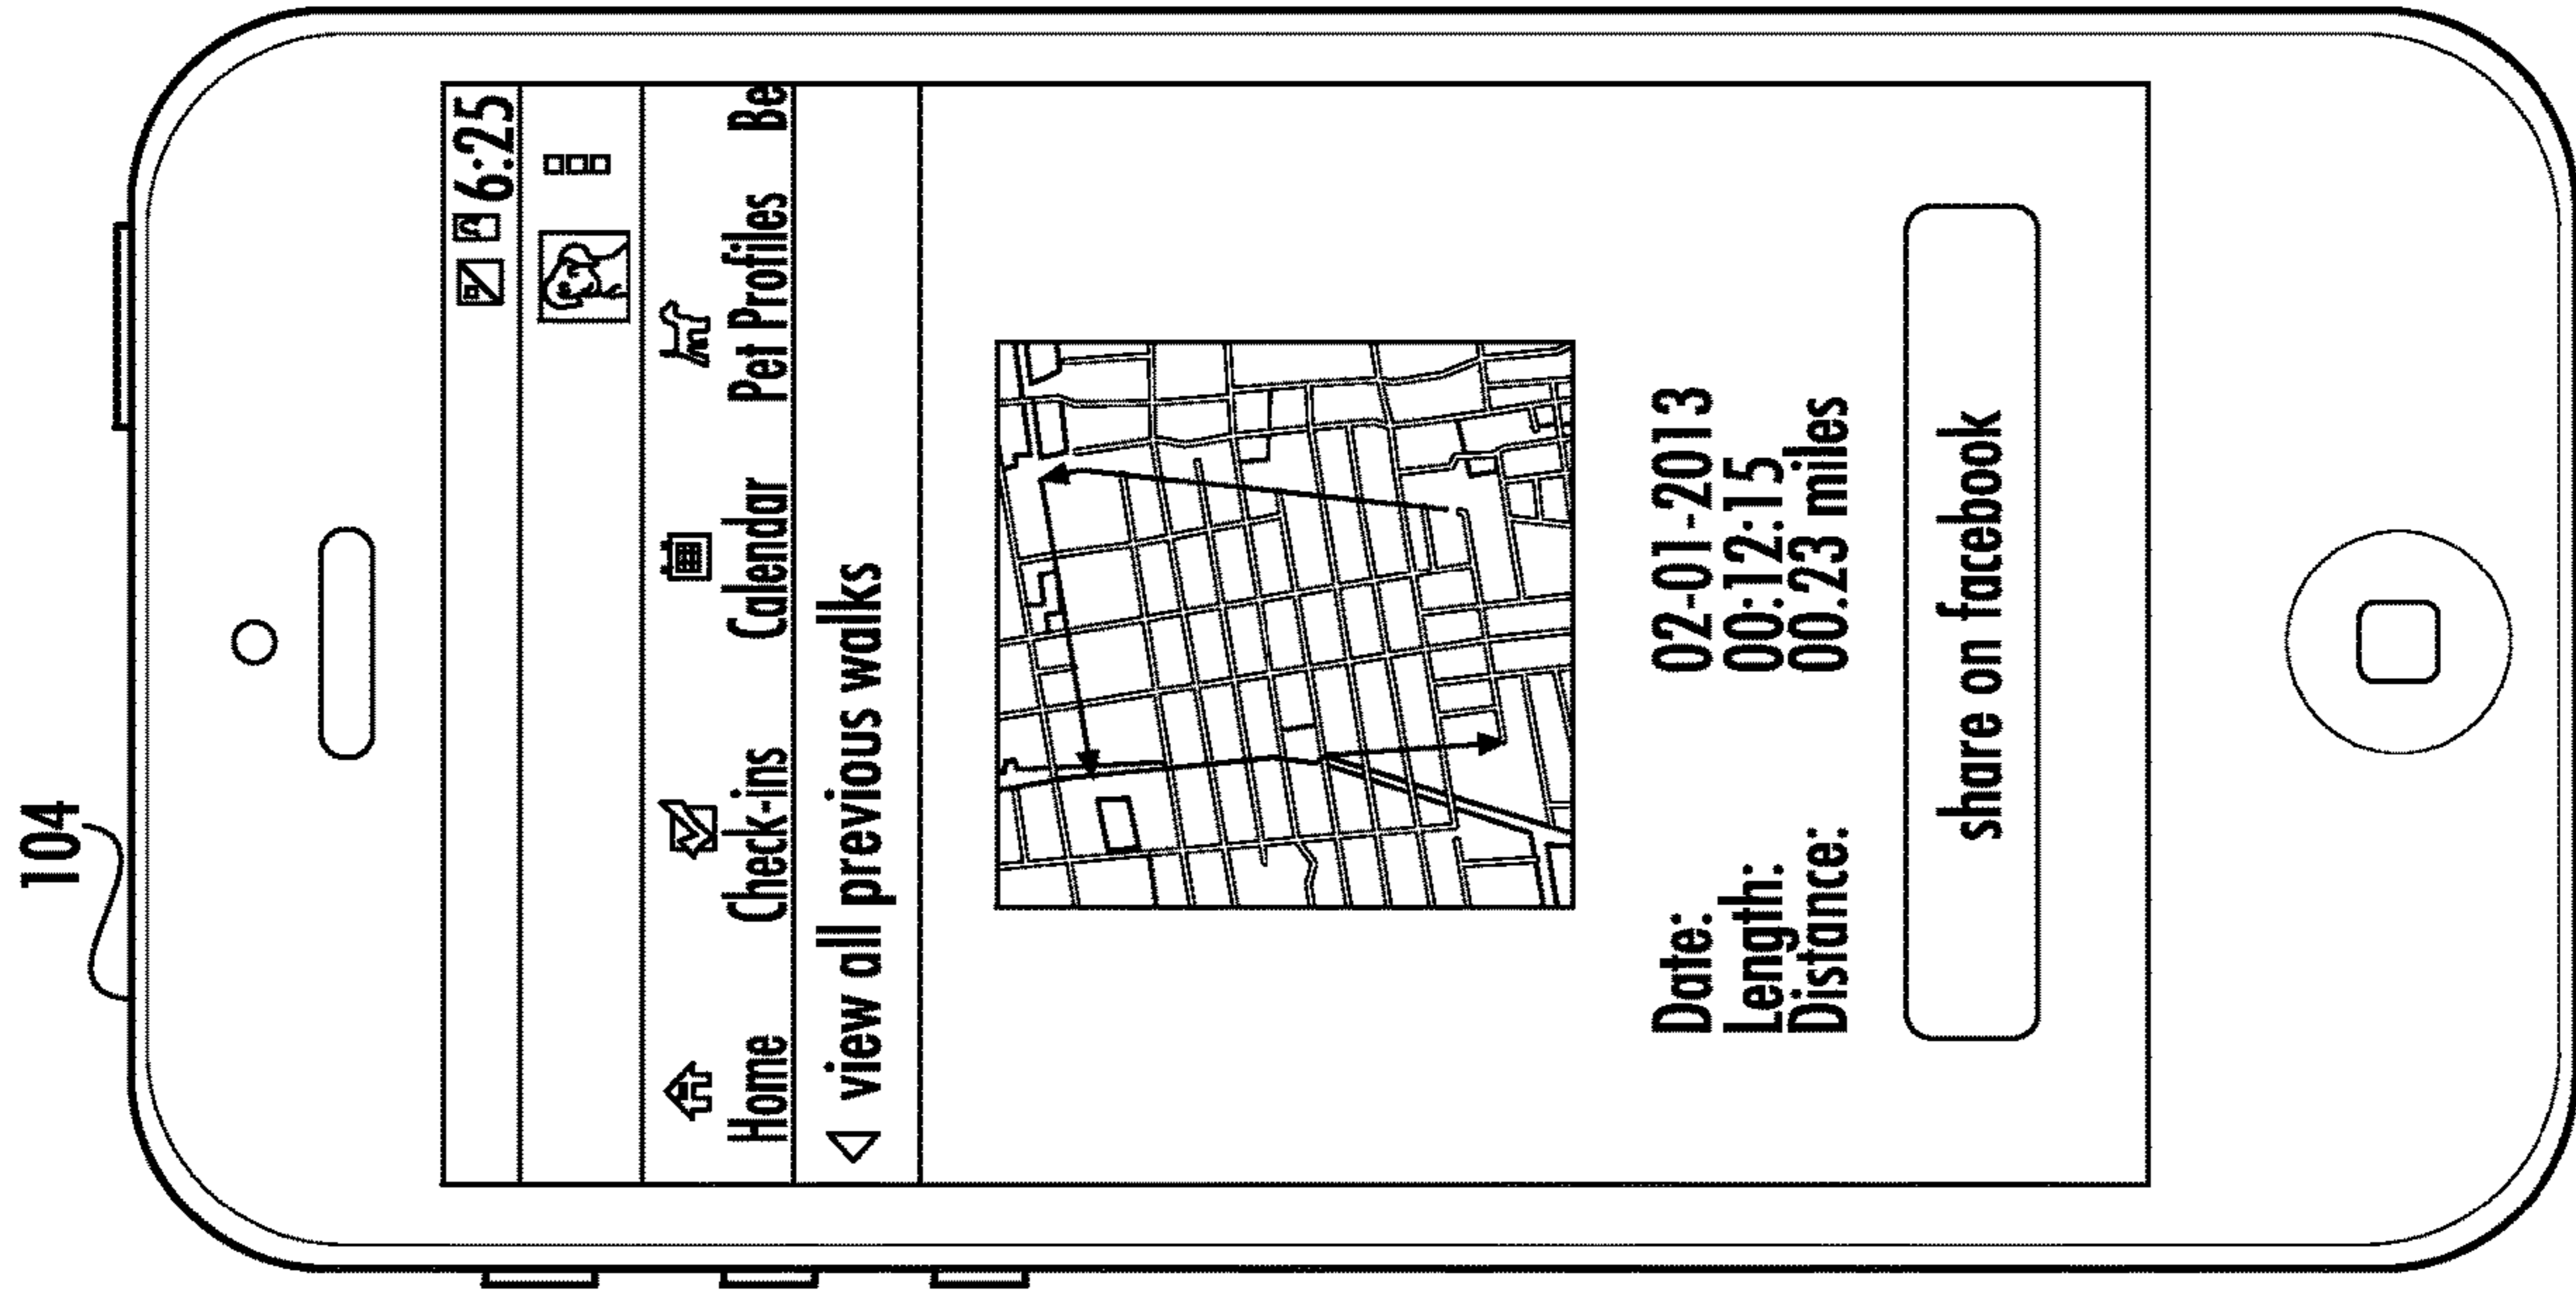 104
6:25
Home Check-ins Calendar Pet Profiles Be
view all previous walks
Date: 02-01-2013
Length: 00:12:15
Distance: 00.23 miles
share on facebook